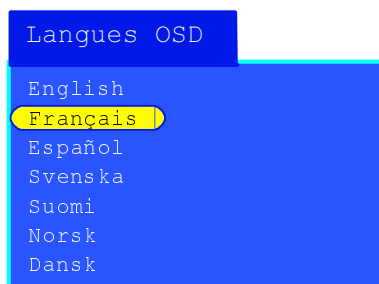 Langues OSD
English
Français
Español
Svenska
Suomi
Norsk
Dansk